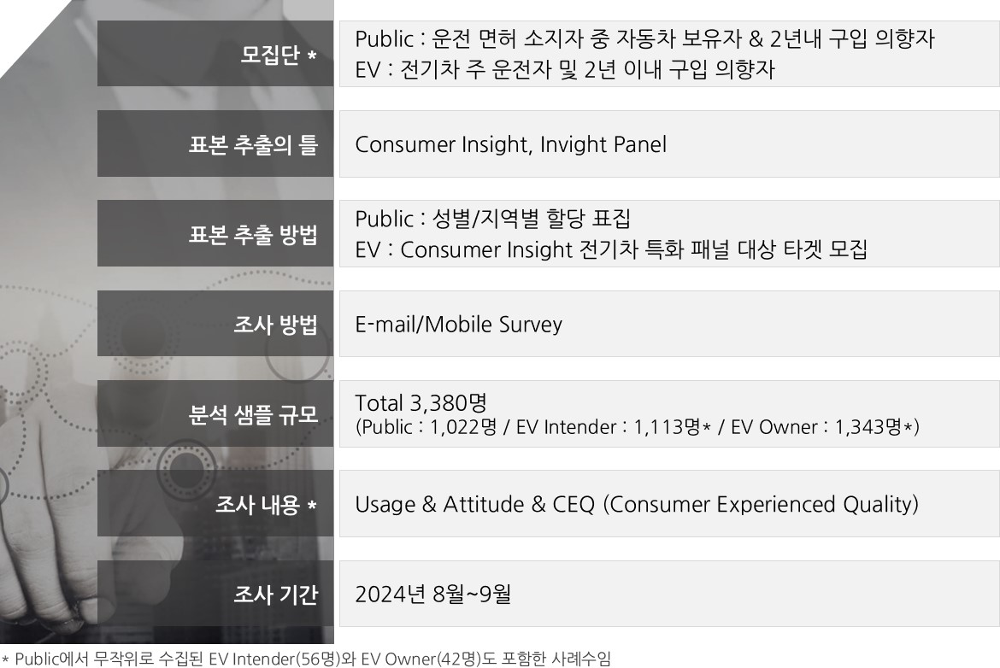 모집단 *
Public : 운전 면허 소지자 중 자동차 보유자 & 2년내 구입 의향자
EV : 전기차 주 운전자 및 2년 이내 구입 의향자
표본 추출의 틀
Consumer Insight, Invight Panel
표본 추출 방법
Public : 성별/지역별 할당 표집
EV : Consumer Insight 전기차 특화 패널 대상 타겟 모집
조사 방법
E-mail/Mobile Survey
분석 샘플 규모
Total 3,380명
(Public : 1,022명 / EV Intender : 1,113명* / EV Owner : 1,343명*)
조사 내용 *
Usage & Attitude & CEQ (Consumer Experienced Quality)
조사 기간
2024년 8월~9월
* Public에서 무작위로 수집된 EV Intender(56명)와 EV Owner(42명)도 포함한 사례수임